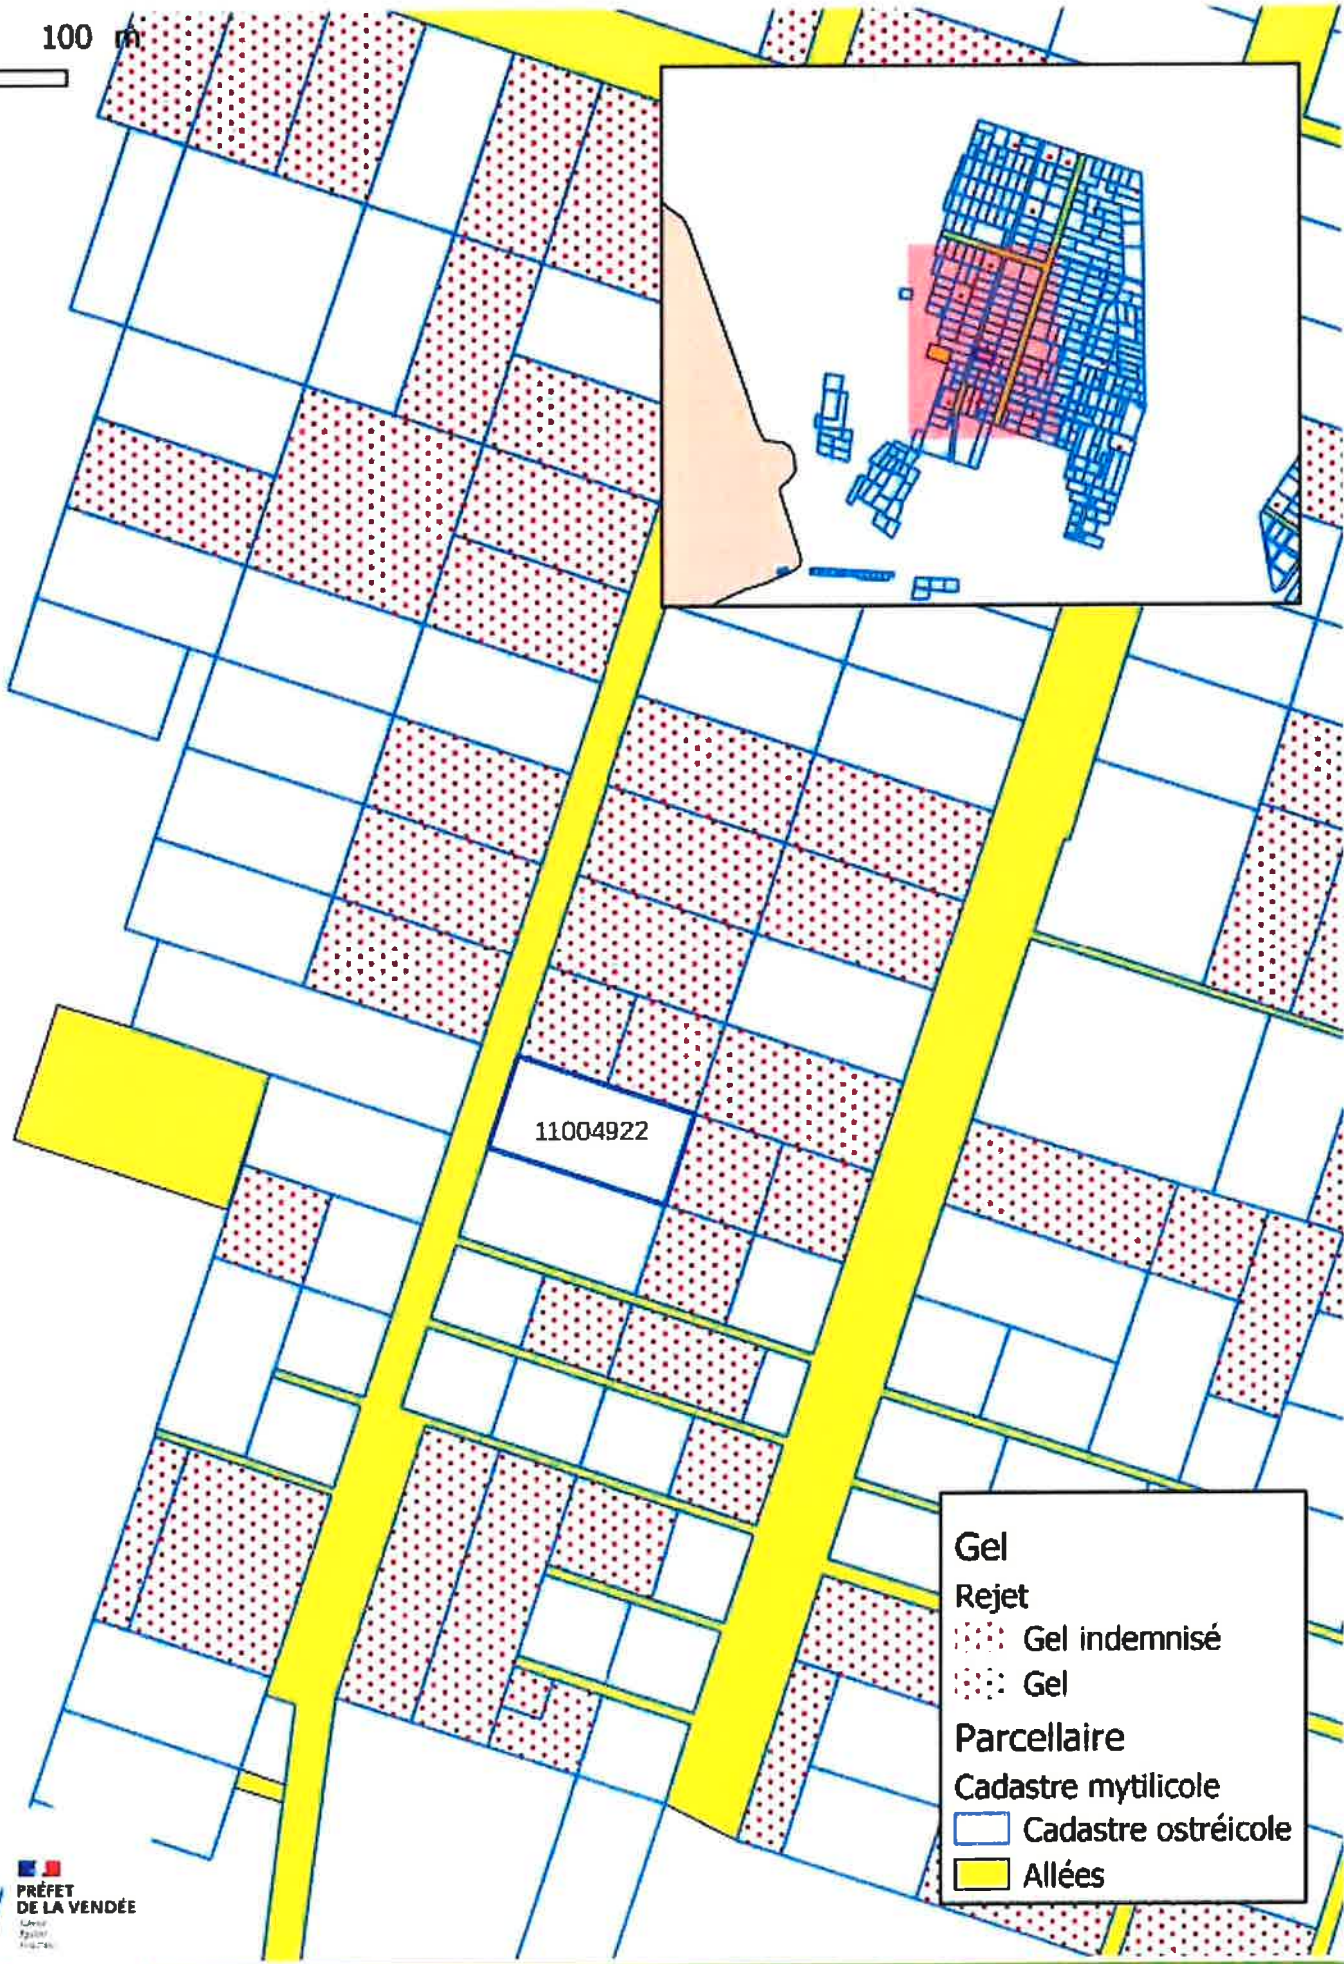 100 m
11004922
Gel
Rejet
Gel indemnisé
Gel
Parcellaire
Cadastre mytilicole
Cadastre ostréicole
Allées
PRÉFET
DE LA VENDÉE